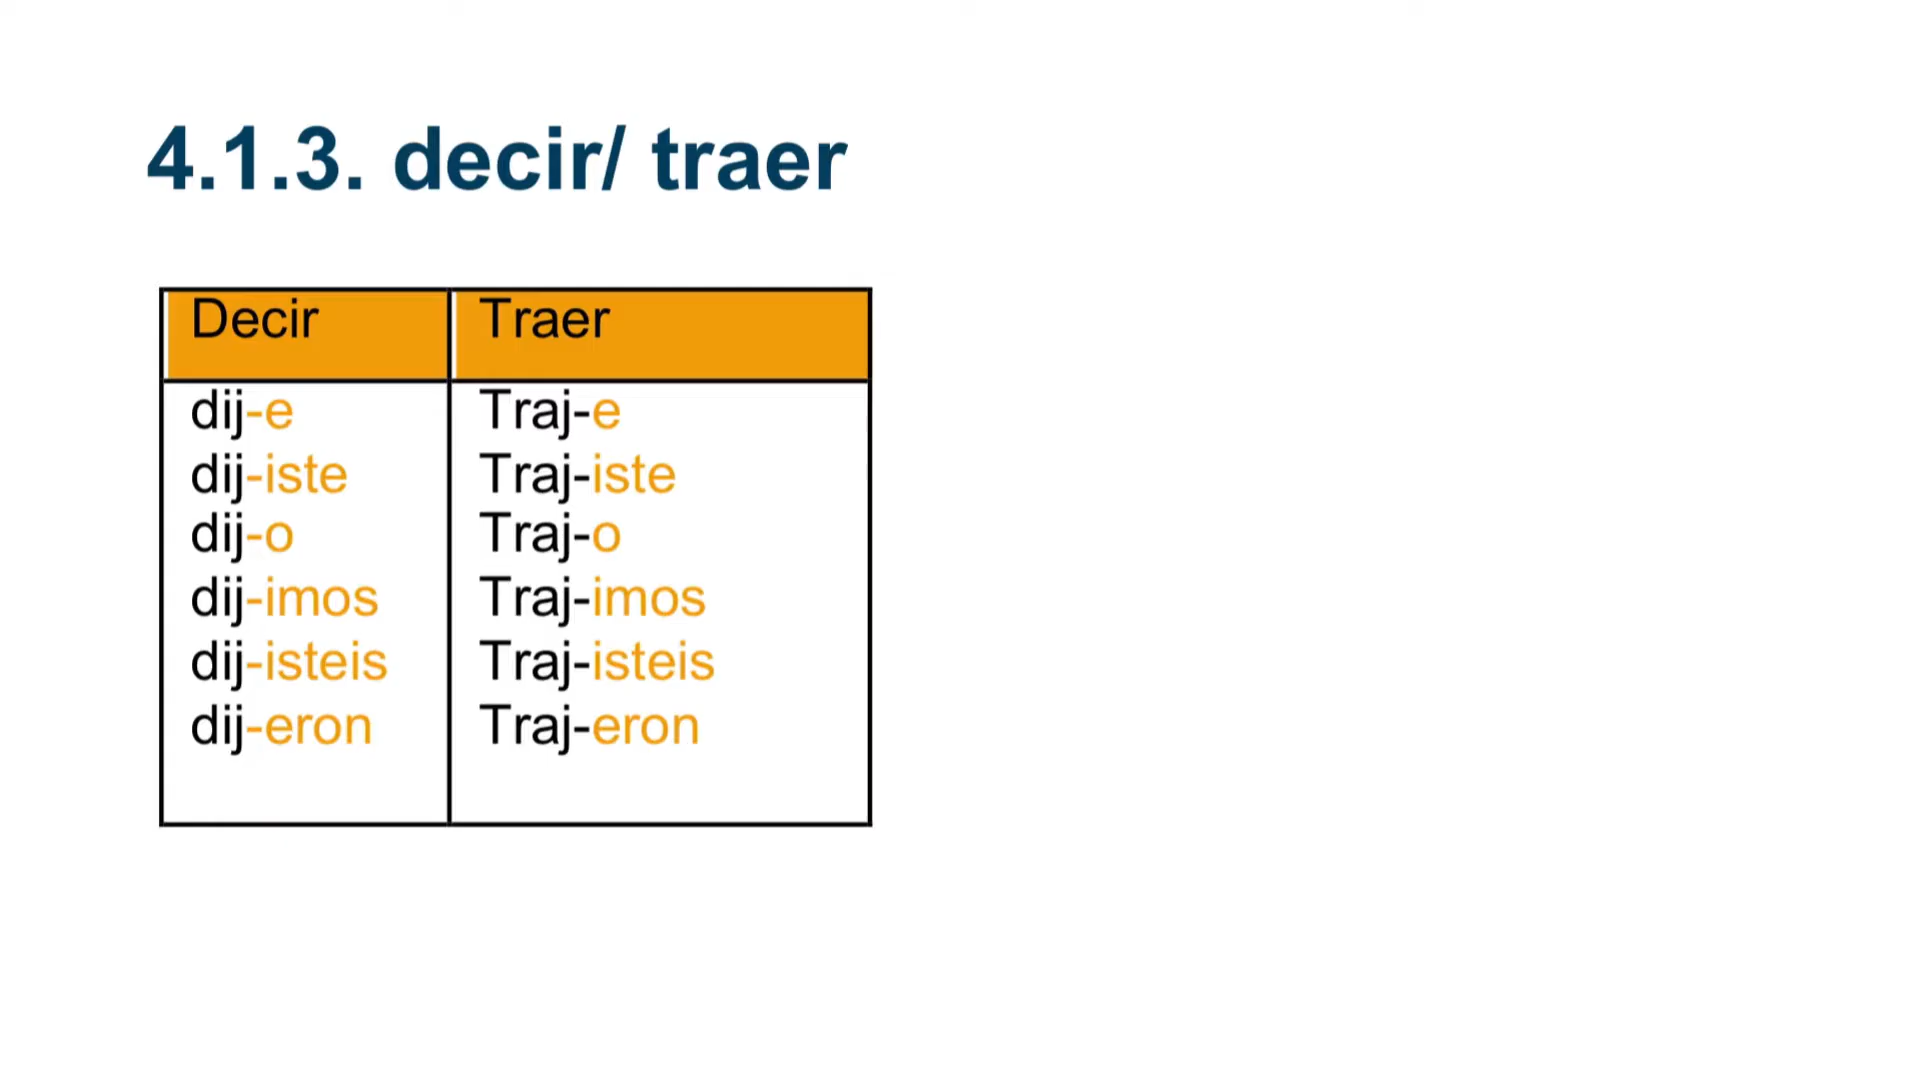 4.1.3. decir/ traer
Decir Traer
dij-e Traj-e
dij-iste Traj-iste
dij-o Traj-o
dij-imos Traj-imos
dij-isteis Traj-isteis
dij-eron Traj-eron